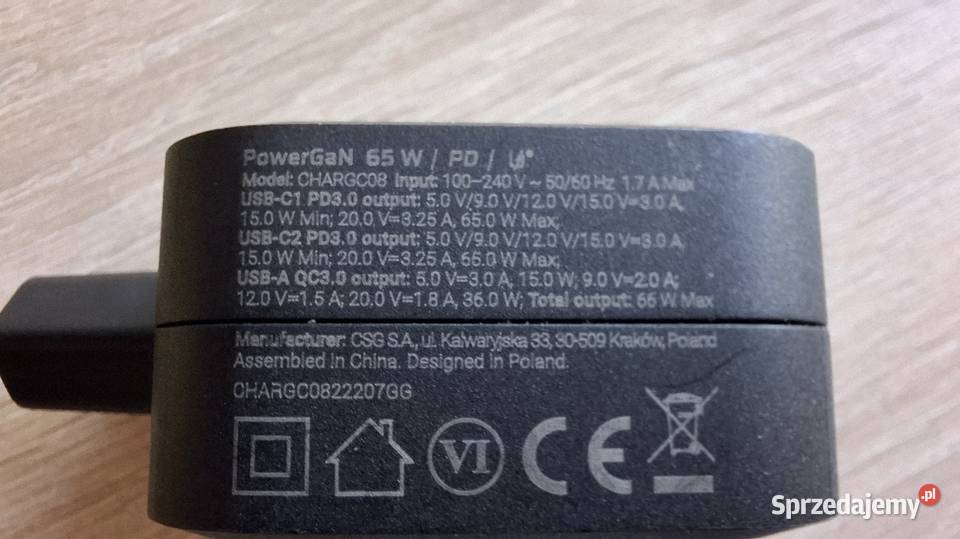 PowerGaN 65 W / PD /
Model: CHARGC08 Input: 100–240 V ~ 50/60 Hz 1.7 A Max
USB-C1 PD3.0 output: 5.0 V/9.0 V/12.0 V/15.0 V=3.0 A,
15.0 W Min; 20.0 V=3.25 A, 65.0 W Max;
USB-C2 PD3.0 output: 5.0 V/9.0 V/12.0 V/15.0 V=3.0 A,
15.0 W Min; 20.0 V=3.25 A, 65.0 W Max;
USB-A QC3.0 output: 5.0 V=3.0 A, 15.0 W; 9.0 V=2.0 A;
12.0 V=1.5 A; 20.0 V=1.8 A, 36.0 W; Total output: 66 W Max
Manufacturer: CSG S.A., ul. Kalwaryjska 33, 30-509 Kraków, Poland
Assembled in China. Designed in Poland.
CHARGC0822207GG
VI
CE
Sprzedajemy.pl